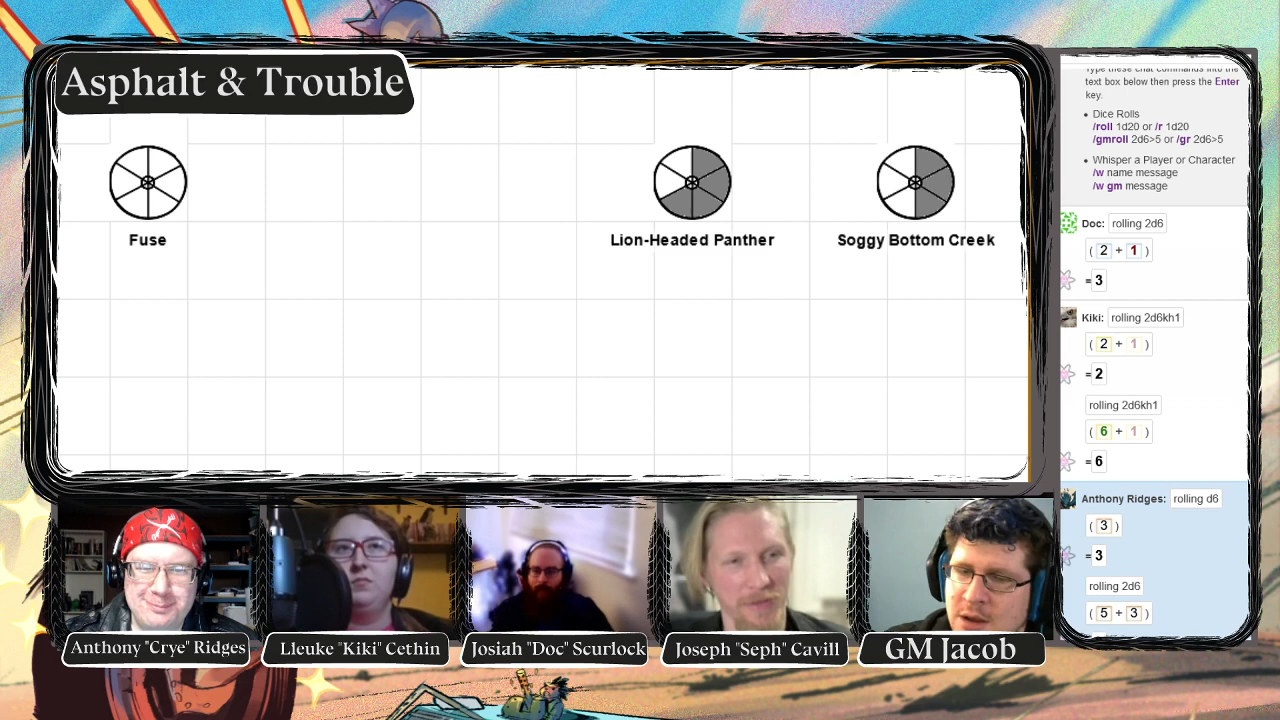 Asphalt & Trouble
Fuse
Lion-Headed Panther
Soggy Bottom Creek
Type these Chat Commands into the
text box below then press the Enter
key.
• Dice Rolls
/roll 1d20 or /r 1d20
/gmroll 2d6>5 or /gr 2d6>5
• Whisper a Player or Character
/w name message
/w gm message
Doc: rolling 2d6
( 2 + 1 )
= 3
Kiki: rolling 2d6kh1
( 2 + 1 )
= 2
rolling 2d6kh1
( 6 + 1 )
= 6
Anthony Ridges: rolling d6
( 3 )
= 3
rolling 2d6
( 5 + 3 )
Anthony "Crye" Ridges
Lleuke "Kiki" Cethin
Josiah "Doc" Scurlock
Joseph "Seph" Cavill
GM Jacob